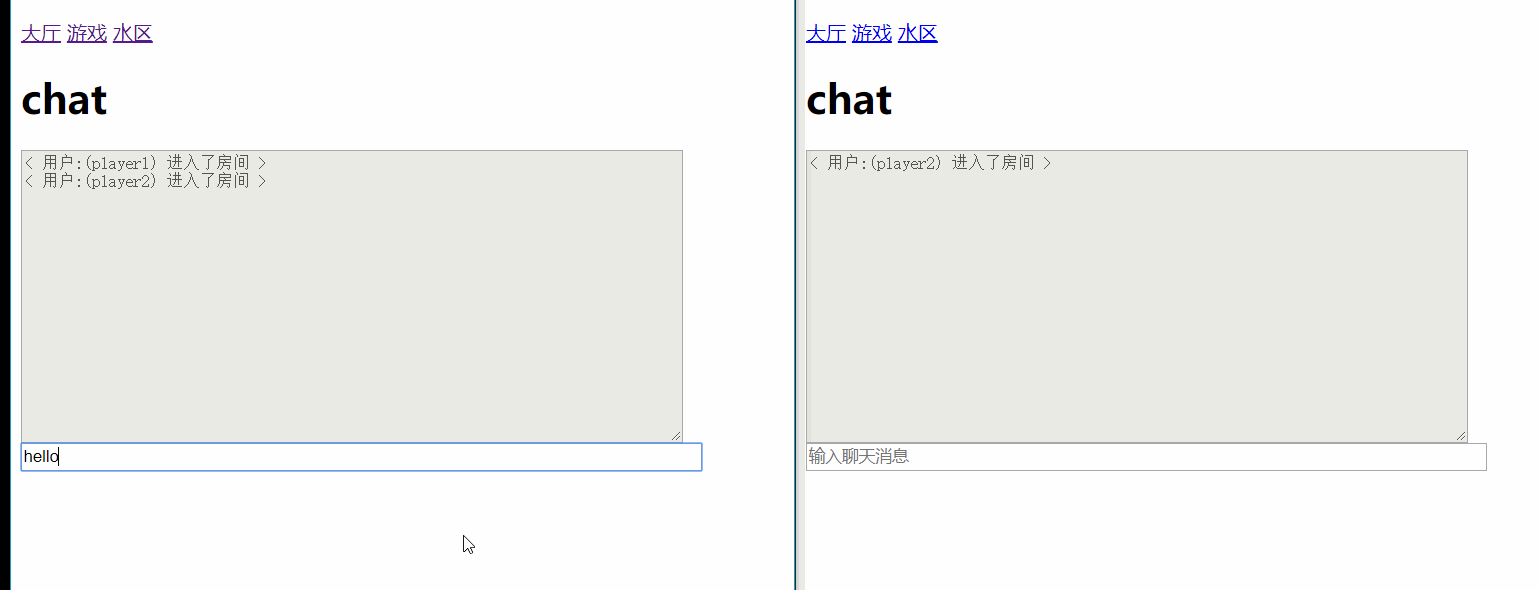 大厅 游戏 水区
chat
< 用户:(player1) 进入了房间 >
< 用户:(player2) 进入了房间 >
hello
大厅 游戏 水区
chat
< 用户:(player2) 进入了房间 >
输入聊天消息